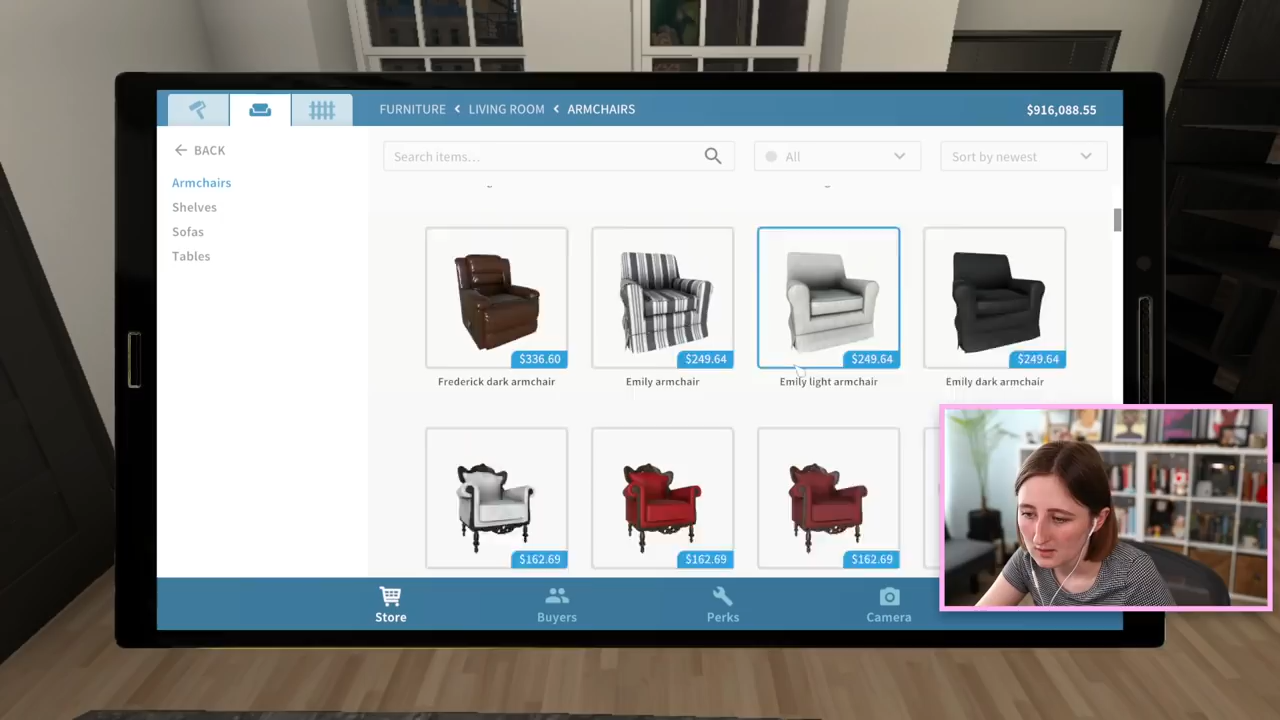 FURNITURE < LIVING ROOM < ARMCHAIRS
$916,088.55
BACK
Search items...
All
Sort by newest
Armchairs
Shelves
Sofas
Tables
$336.60
$249.64
$249.64
$249.64
Frederick dark armchair
Emily armchair
Emily light armchair
Emily dark armchair
$162.69
$162.69
$162.69
Store
Buyers
Perks
Camera